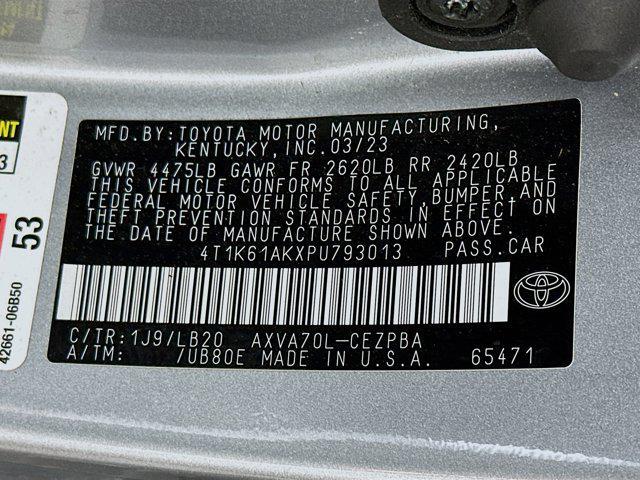 MFD. BY: TOYOTA MOTOR MANUFACTURING,
KENTUCKY, INC. 03/23
GVWR 4475LB GAWR FR 2620LB RR 2420LB
THIS VEHICLE CONFORMS TO ALL APPLICABLE
FEDERAL MOTOR VEHICLE SAFETY, BUMPER, AND
THEFT PREVENTION STANDARDS IN EFFECT ON
THE DATE OF MANUFACTURE SHOWN ABOVE.
4T1K61AKXPU793013 PASS.CAR
C/TR: 1J9/LB20 AXVA70L-CEZPBA
A/TM: /UB80E MADE IN U.S.A. 65471
53
42661-06B50